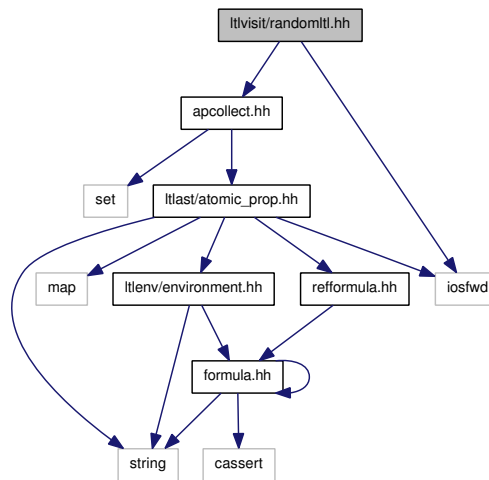 ltlvisit/randomltl.hh
apcollect.hh
set
ltlast/atomic_prop.hh
map
ltlenv/environment.hh
refformula.hh
iosfwd
formula.hh
string
cassert